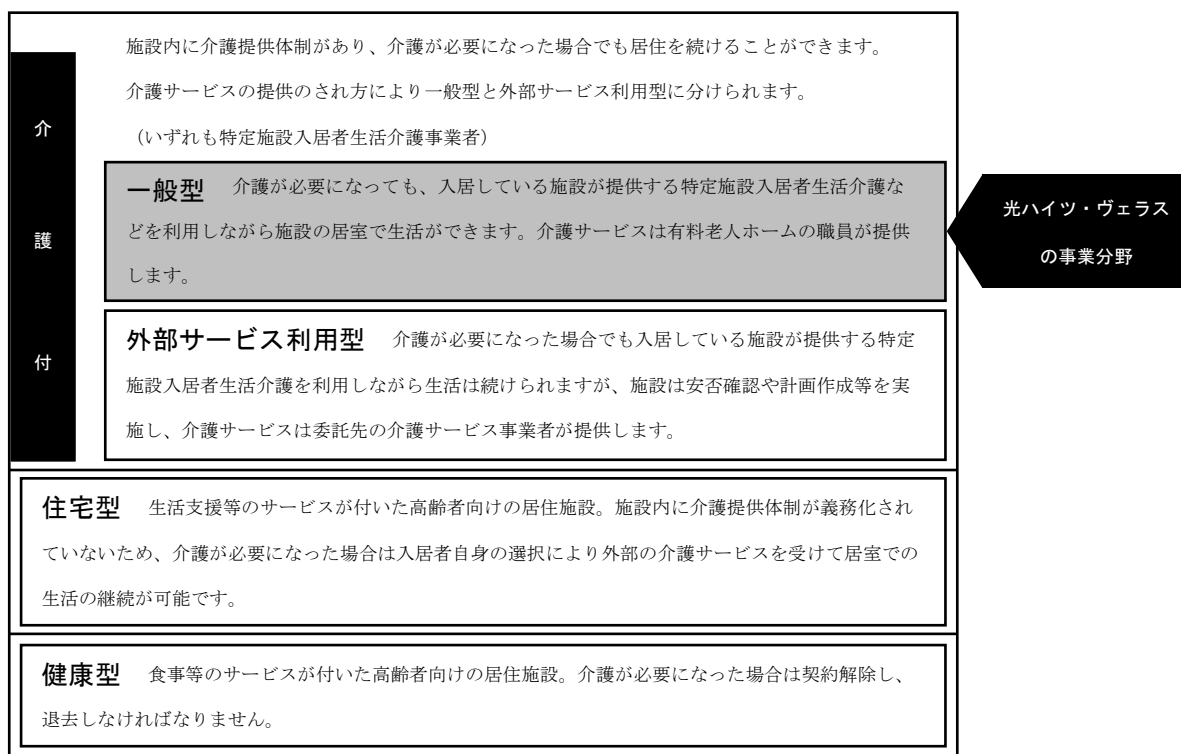 施設内に介護提供体制があり、介護が必要になった場合でも居住を続けることができます。
介護サービスの提供のされ方により一般型と外部サービス利用型に分けられます。
（いずれも特定施設入居者生活介護事業者）
介
護
付
一般型　介護が必要になっても、入居している施設が提供する特定施設入居者生活介護な
どを利用しながら施設の居室で生活ができます。介護サービスは有料老人ホームの職員が提供
します。
光ハイツ・ヴェラス
の事業分野
外部サービス利用型　介護が必要になった場合でも入居している施設が提供する特定
施設入居者生活介護を利用しながら生活は続けられますが、施設は安否確認や計画作成等を実
施し、介護サービスは委託先の介護サービス事業者が提供します。
住宅型　生活支援等のサービスが付いた高齢者向けの居住施設。施設内に介護提供体制が義務化され
ていないため、介護が必要になった場合は入居者自身の選択により外部の介護サービスを受けて居室での
生活の継続が可能です。
健康型　食事等のサービスが付いた高齢者向けの居住施設。介護が必要になった場合は契約解除し、
退去しなければなりません。